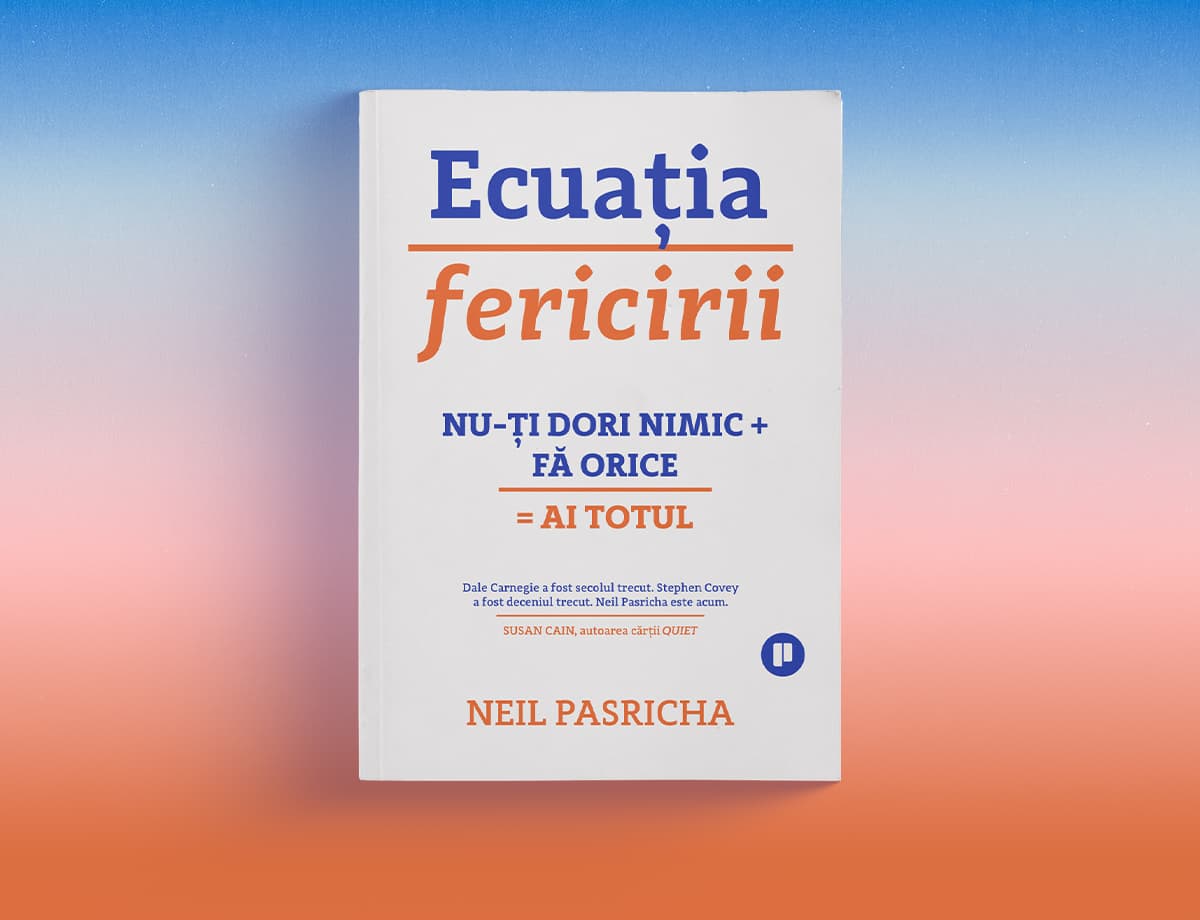 Ecuația
fericirii
NU-ȚI DORI NIMIC +
FĂ ORICE
= AI TOTUL
Dale Carnegie a fost secolul trecut. Stephen Covey
a fost deceniul trecut. Neil Pasricha este acum.
SUSAN CAIN, autoarea cărții QUIET
NEIL PASRICHA